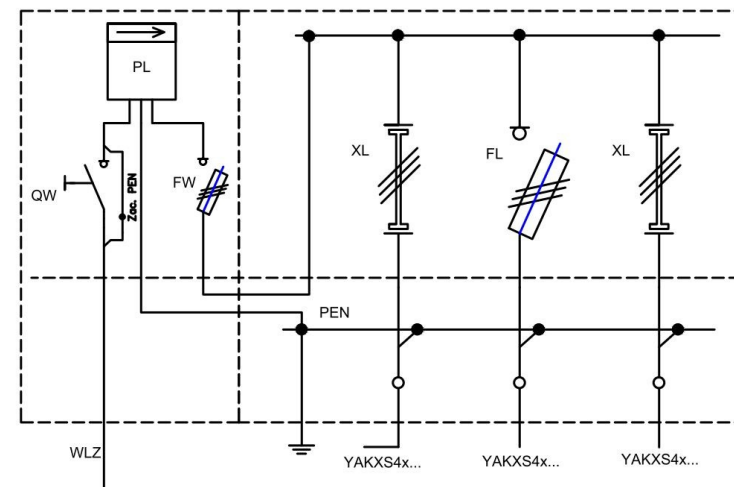 PL
XL
FL
XL
QW
FW
Zac. PEN
PEN
WLZ
YAKXS4x...
YAKXS4x...
YAKXS4x...